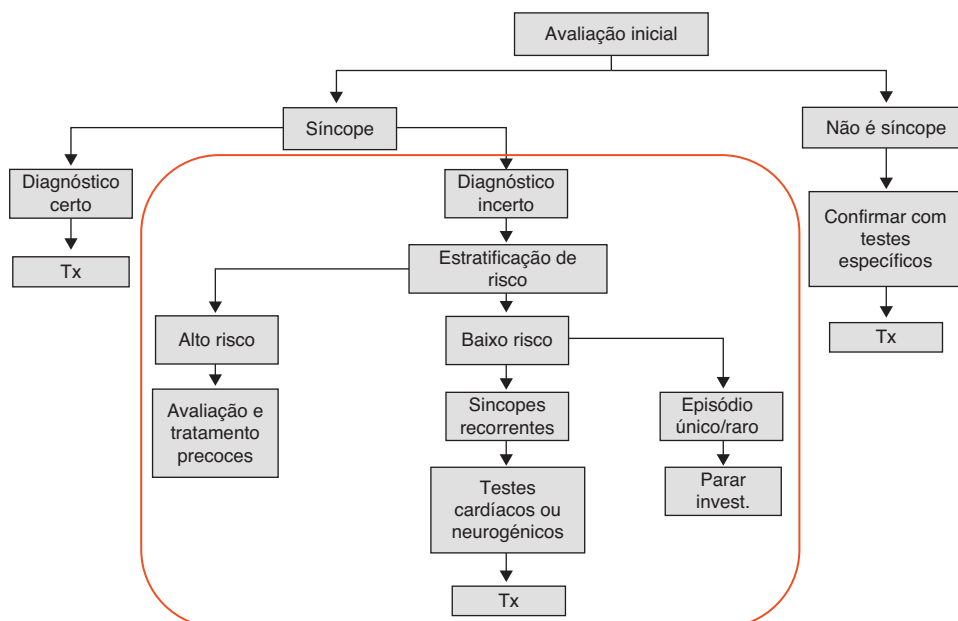 Avaliação inicial
Síncope
Não é síncope
Diagnóstico
certo
Diagnóstico
incerto
Confirmar com
testes
específicos
Tx
Estratificação de
risco
Alto risco
Baixo risco
Tx
Avaliação e
tratamento
precoces
Sincopes
recorrentes
Episódio
único/raro
Testes
cardíacos ou
neurogénicos
Parar
invest.
Tx